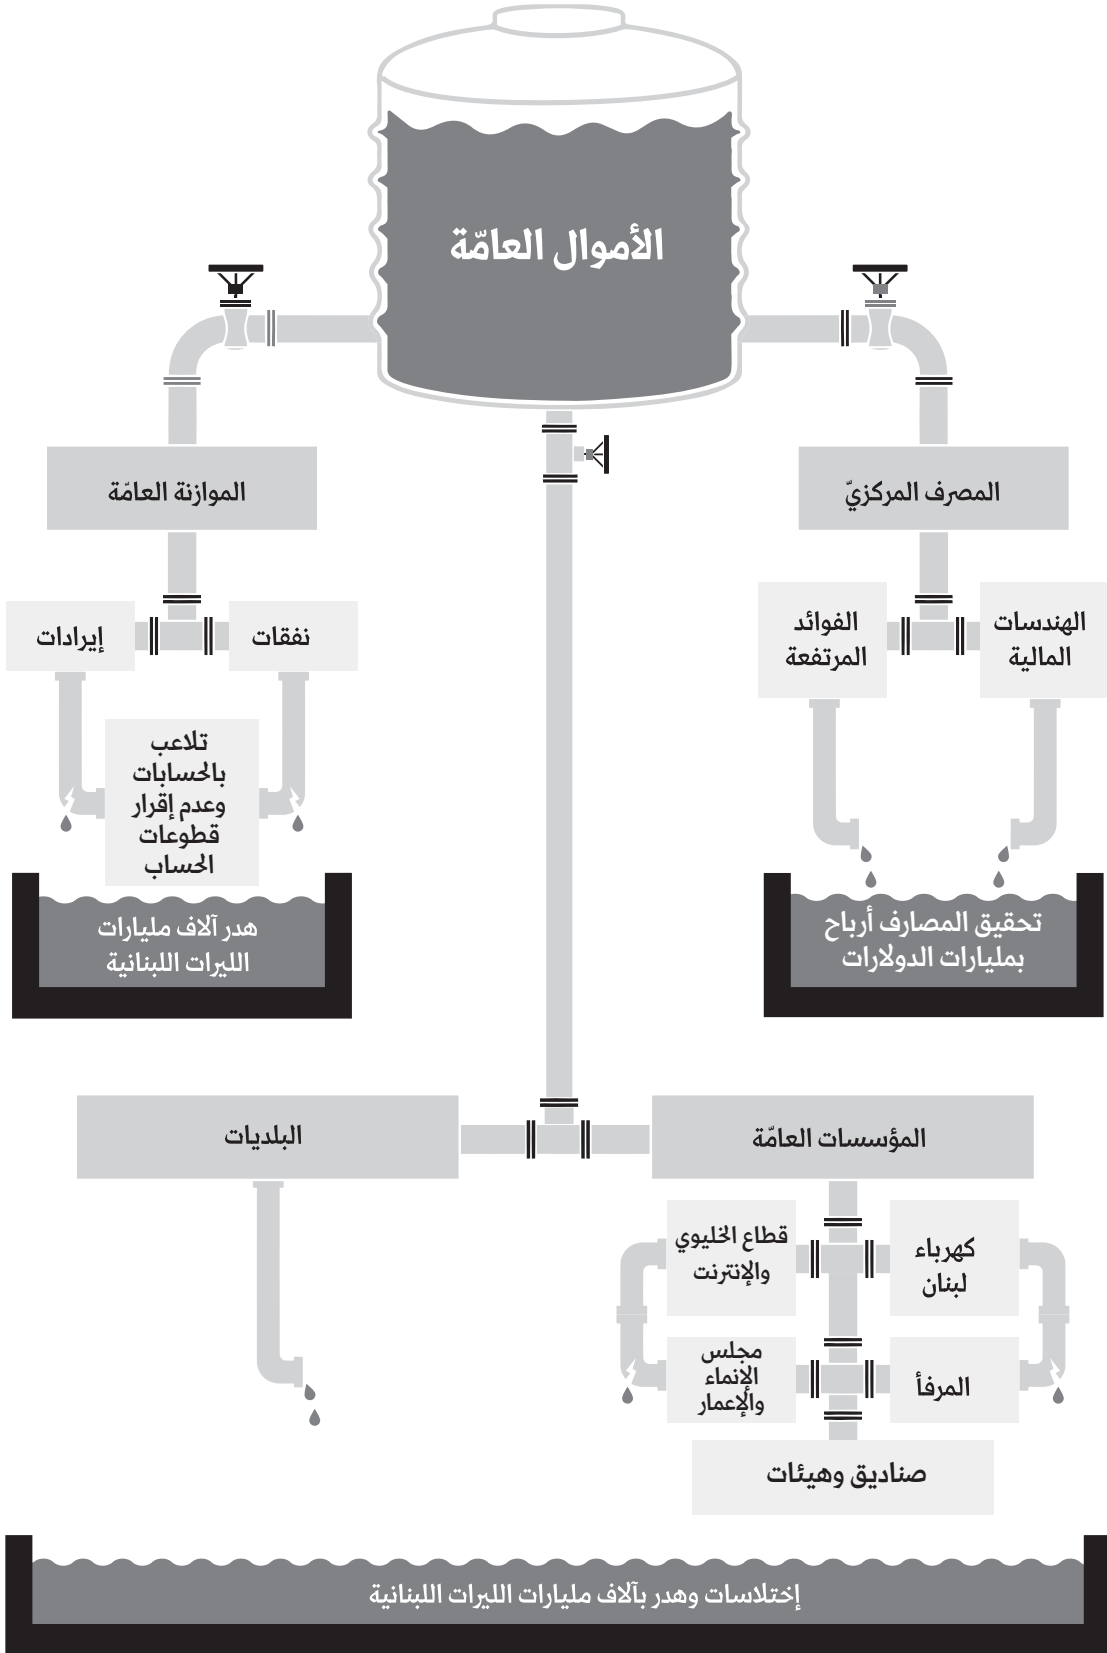 الأموال العامّة
المصرف المركزيّ
الهندسات
المالية
الفوائد
المرتفعة
تحقيق المصارف أرباح
بمليارات الدولارات
الموازنة العامّة
نفقات
إيرادات
تلاعب
بالحسابات
وعدم إقرار
قطوعات
الحساب
هدر آلاف مليارات
الليرات اللبنانية
المؤسسات العامّة
كهرباء
لبنان
قطاع الخليوي
والإنترنت
المرفأ
مجلس
الإنماء
والإعمار
صناديق وهيئات
البلديات
إختلاسات وهدر بآلاف مليارات الليرات اللبنانية